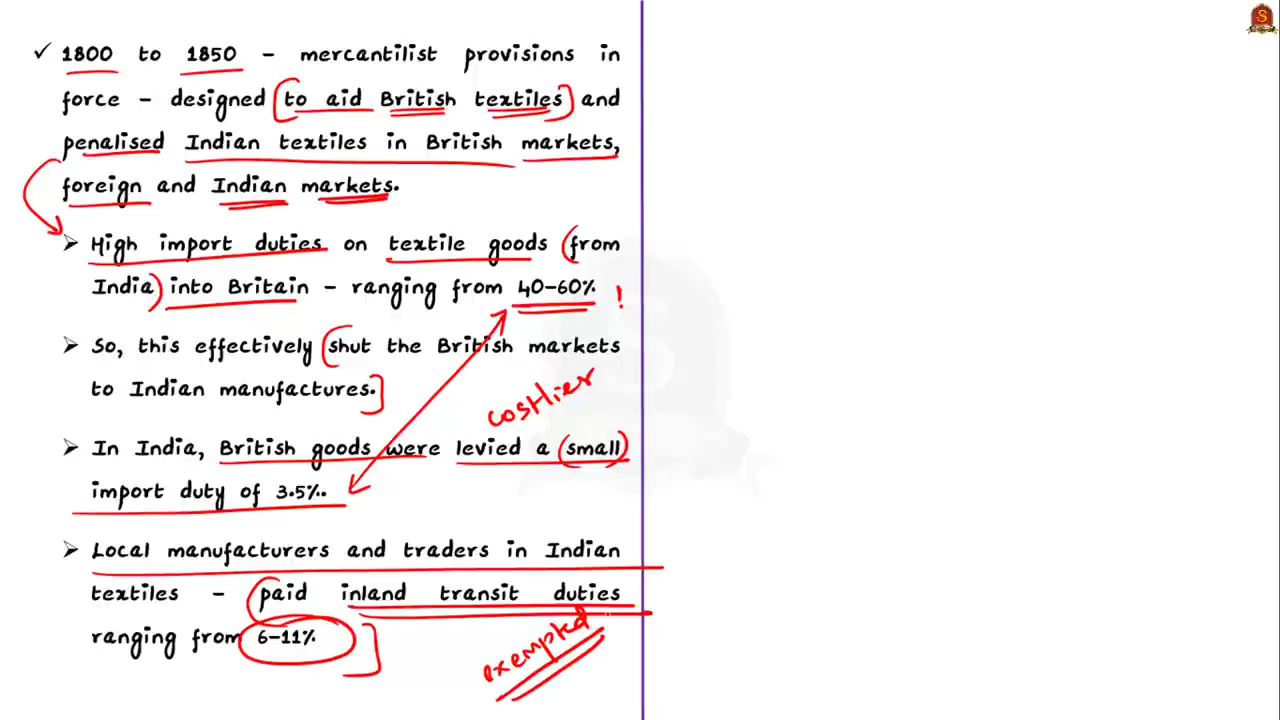 ✓ 1800 to 1850 – mercantilist provisions in
force – designed to aid British textiles and
penalised Indian textiles in British markets,
foreign and Indian markets.
➢ High import duties on textile goods (from
India) into Britain – ranging from 40-60% !
➢ So, this effectively shut the British markets
to Indian manufactures.
costlier
➢ In India, British goods were levied a small
import duty of 3.5%.
➢ Local manufacturers and traders in Indian
textiles – paid inland transit duties
ranging from 6-11%
exempted
S